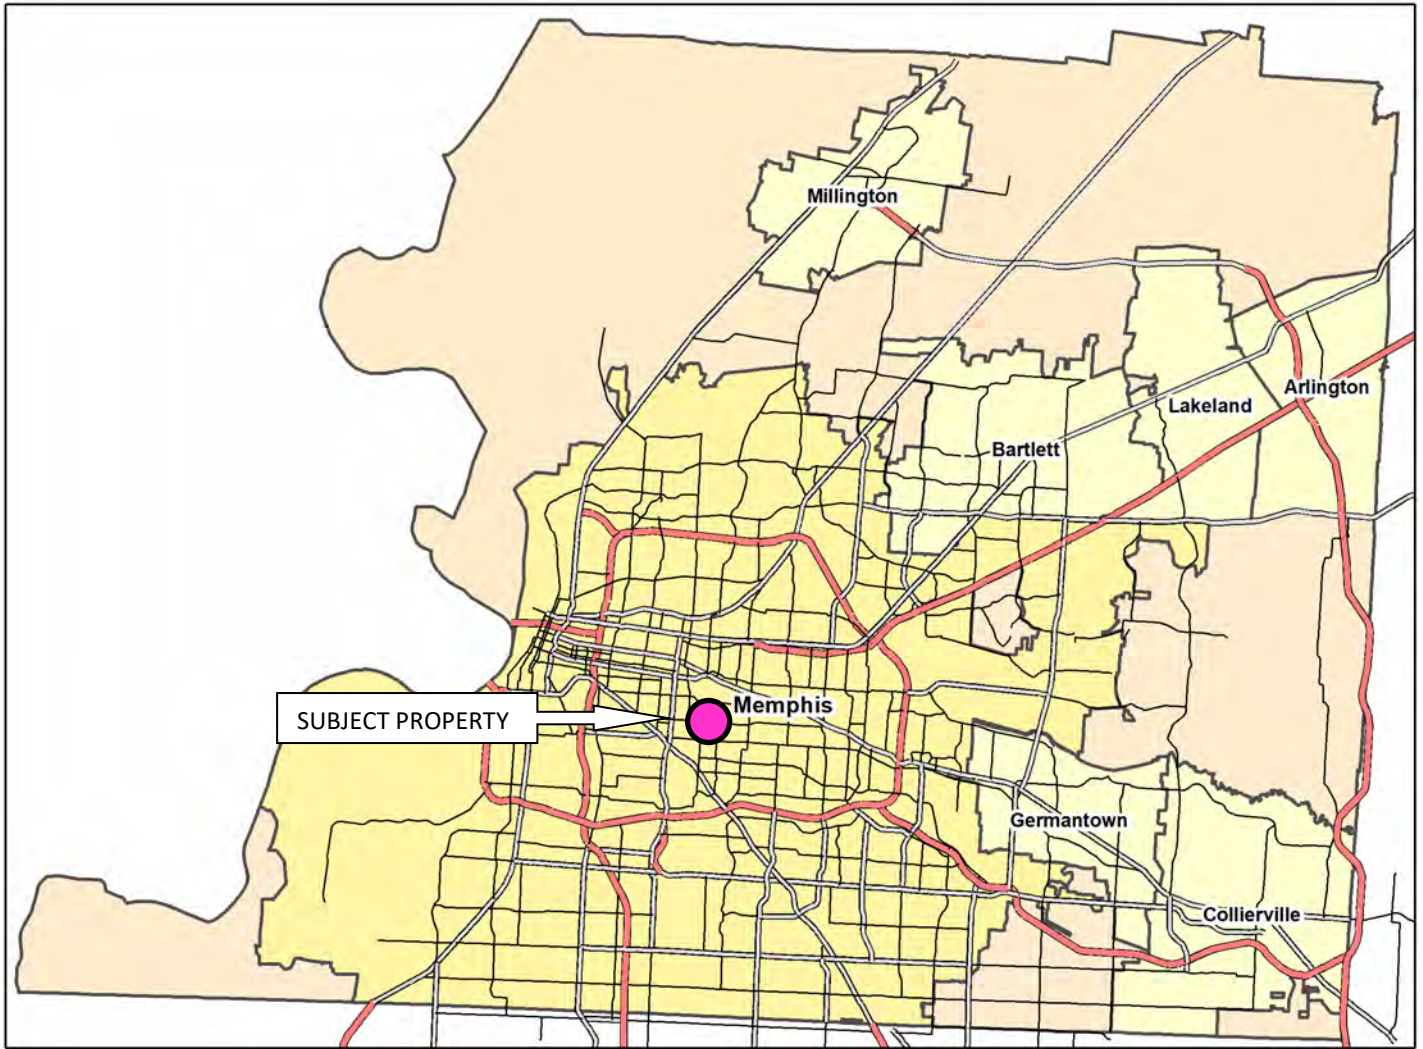 Millington
Arlington
Lakeland
Bartlett
Memphis
SUBJECT PROPERTY
Germantown
Collierville